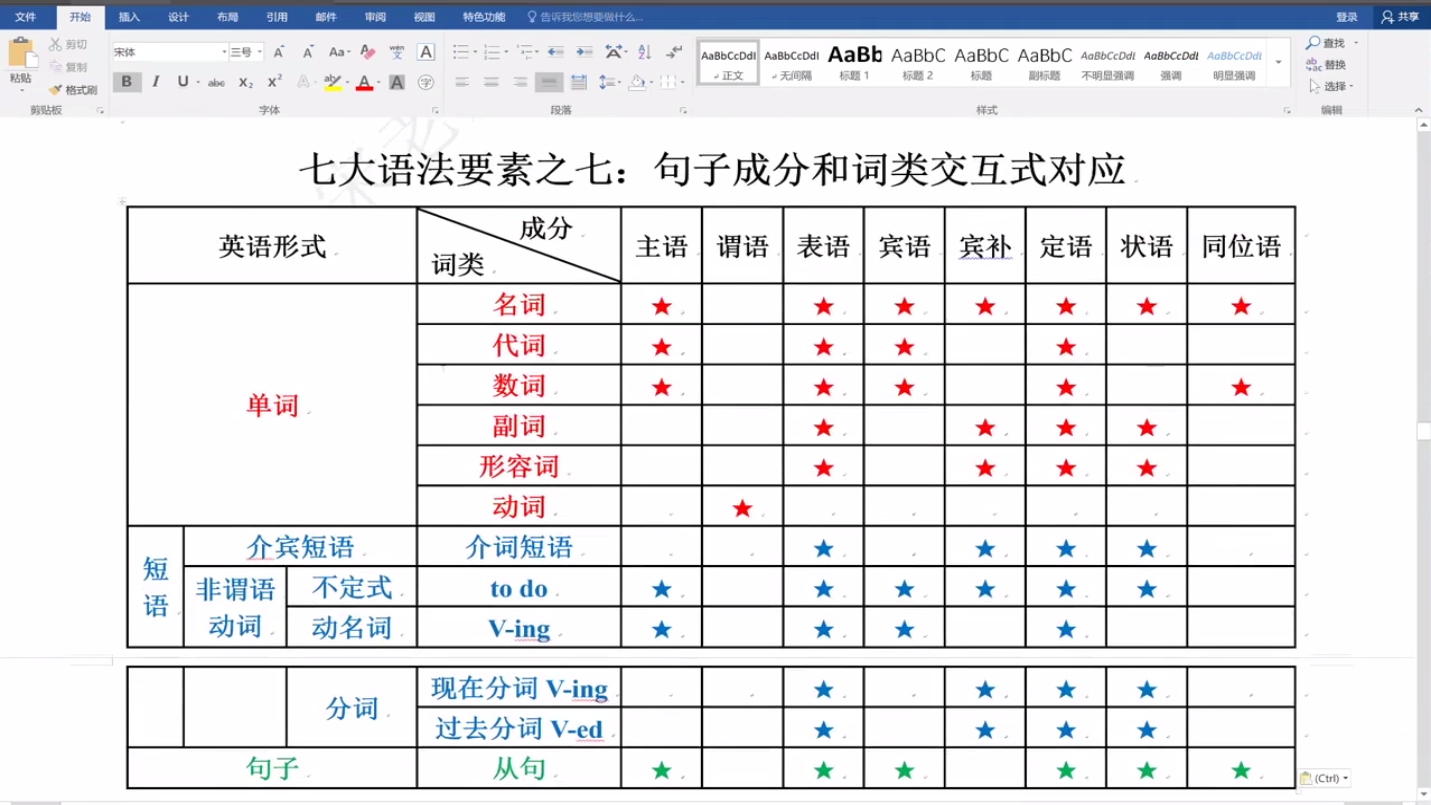 文件 开始 插入 设计 布局 引用 邮件 审阅 视图 特色功能 告诉我您想要做什么... 登录 共享
粘贴 剪切 复制 格式刷
剪贴板
宋体 三号 Aa wén 文 A
B I U abc X₂ X² A aby A A 字
字体
段落
AaBbCcDdI AaBbCcDdI AaBb AaBbC AaBbC AaBbC AaBbCcDdI AaBbCcDdI AaBbCcDdI
正文 无间隔 标题 1 标题 2 标题 副标题 不明显强调 强调 明显强调
样式
查找 替换 选择
编辑
七大语法要素之七：句子成分和词类交互式对应
英语形式 成分 词类 主语 谓语 表语 宾语 宾补 定语 状语 同位语
单词
名词 ★ ★ ★ ★ ★ ★ ★
代词 ★ ★ ★ ★
数词 ★ ★ ★ ★ ★
副词 ★ ★ ★ ★
形容词 ★ ★ ★ ★
动词 ★
短语
介宾短语 介词短语 ★ ★ ★ ★
非谓语动词
不定式 to do ★ ★ ★ ★ ★ ★
动名词 V-ing ★ ★ ★ ★
分词
现在分词 V-ing ★ ★ ★ ★
过去分词 V-ed ★ ★ ★ ★
句子 从句 ★ ★ ★ ★ ★ ★
(Ctrl)